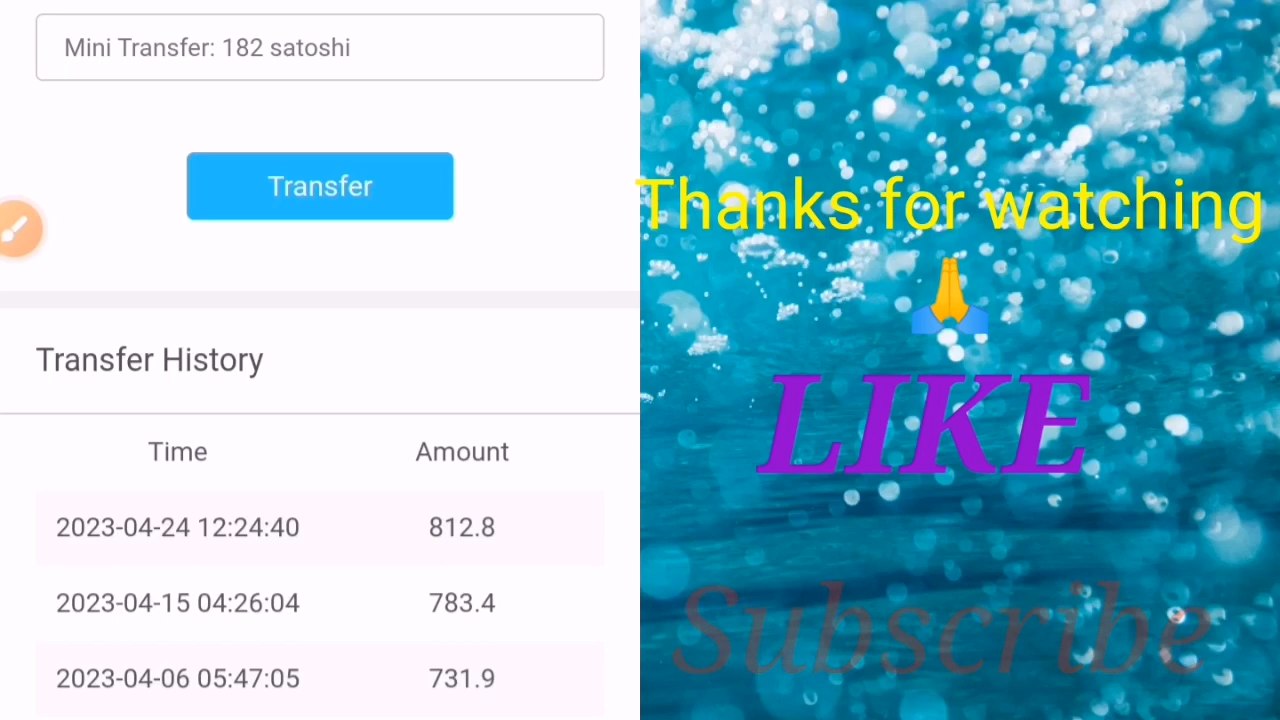 Mini Transfer: 182 satoshi
Transfer
Transfer History
Time Amount
2023-04-24 12:24:40 812.8
2023-04-15 04:26:04 783.4
2023-04-06 05:47:05 731.9
Thanks for watching
🙏
LIKE
Subscribe